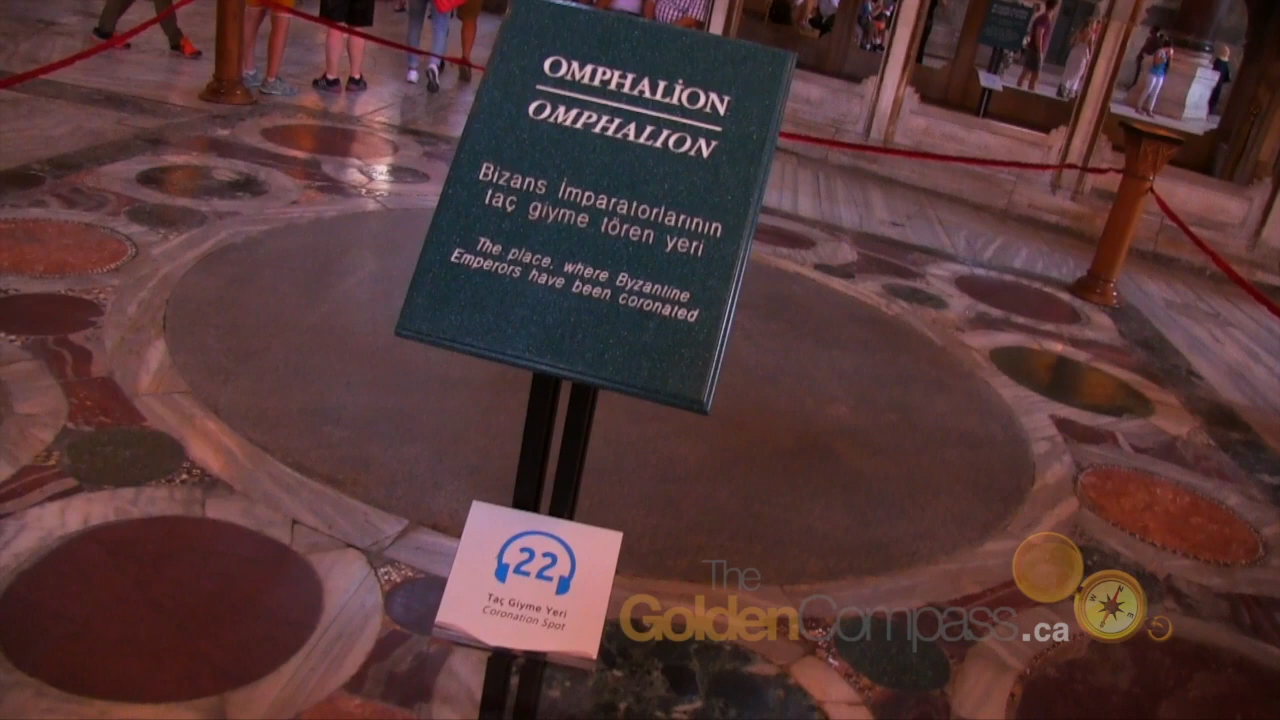 OMPHALİON
OMPHALION
Bizans İmparatorlarının
taç giyme tören yeri
The place, where Byzantine
Emperors have been coronated
22
Taç Giyme Yeri
Coronation Spot
The
GoldenCompass.ca